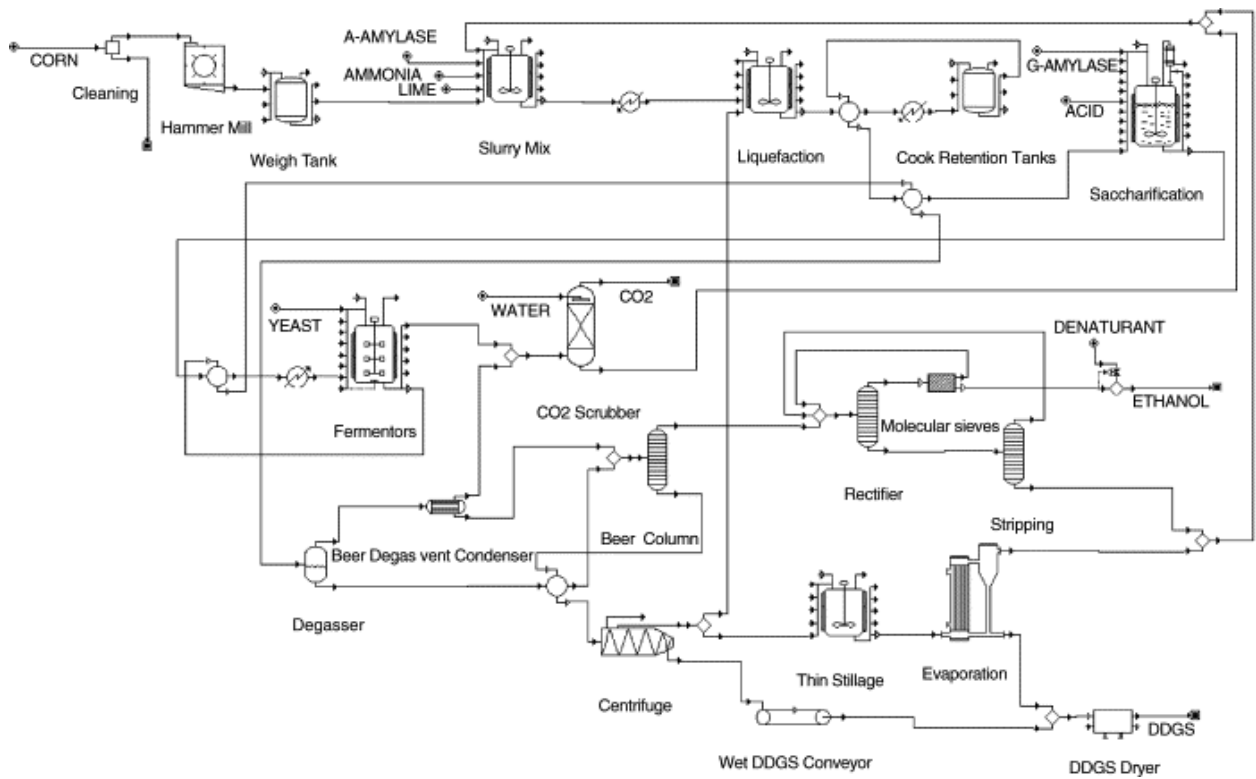 A-AMYLASE
CORN
AMMONIA
LIME
G-AMYLASE
ACID
Cleaning
Hammer Mill
Weigh Tank
Slurry Mix
Liquefaction
Cook Retention Tanks
Saccharification
YEAST
WATER
CO2
DENATURANT
ETHANOL
Fermentors
CO2 Scrubber
Molecular sieves
Rectifier
Stripping
Beer Degas vent Condenser
Beer Column
Degasser
Centrifuge
Thin Stillage
Evaporation
DDGS
Wet DDGS Conveyor
DDGS Dryer